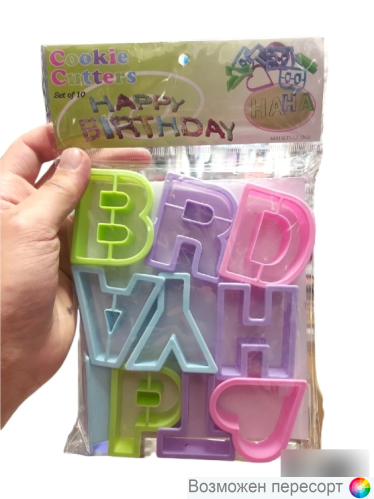 Cookie
Cutters
Set of 10
HAPPY
BIRTHDAY
HAHA
B R D
A Y H
P I
Возможен пересорт